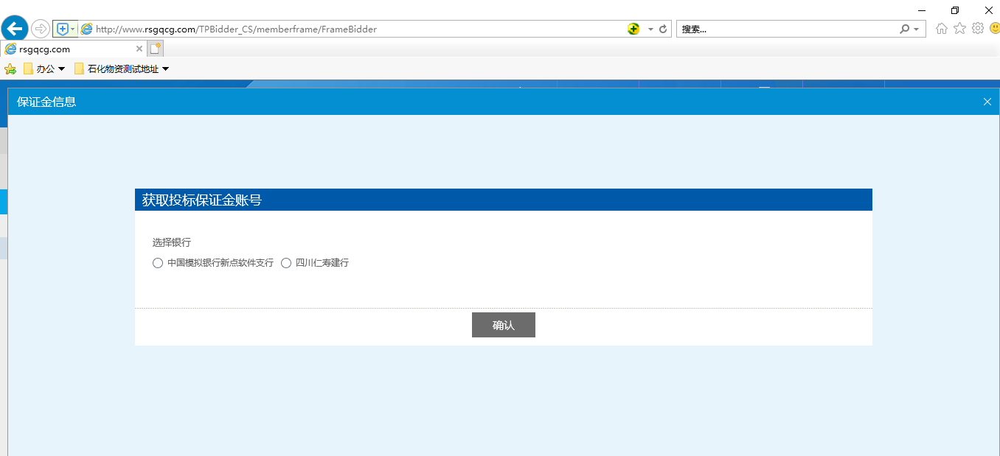 http://www.rsgqcg.com/TPBidder_CS/memberframe/FrameBidder
搜索...
rsgqcg.com
办公 石化物资测试地址
保证金信息
获取投标保证金账号
选择银行
中国模拟银行新点软件支行 四川仁寿建行
确认